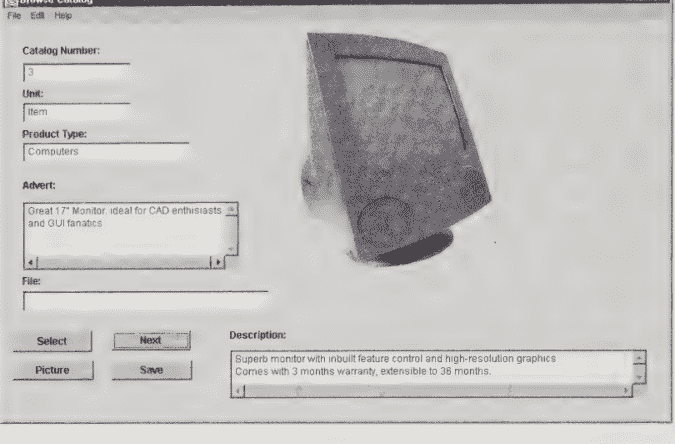 Browse Catalog
File Edit Help
Catalog Number:
3
Unit:
Item
Product Type:
Computers
Advert:
Great 17" Monitor, ideal for CAD enthisiasts
and GUI fanatics
File:
Select
Next
Picture
Save
Description:
Superb monitor with inbuilt feature control and high-resolution graphics
Comes with 3 months warranty, extensible to 36 months.